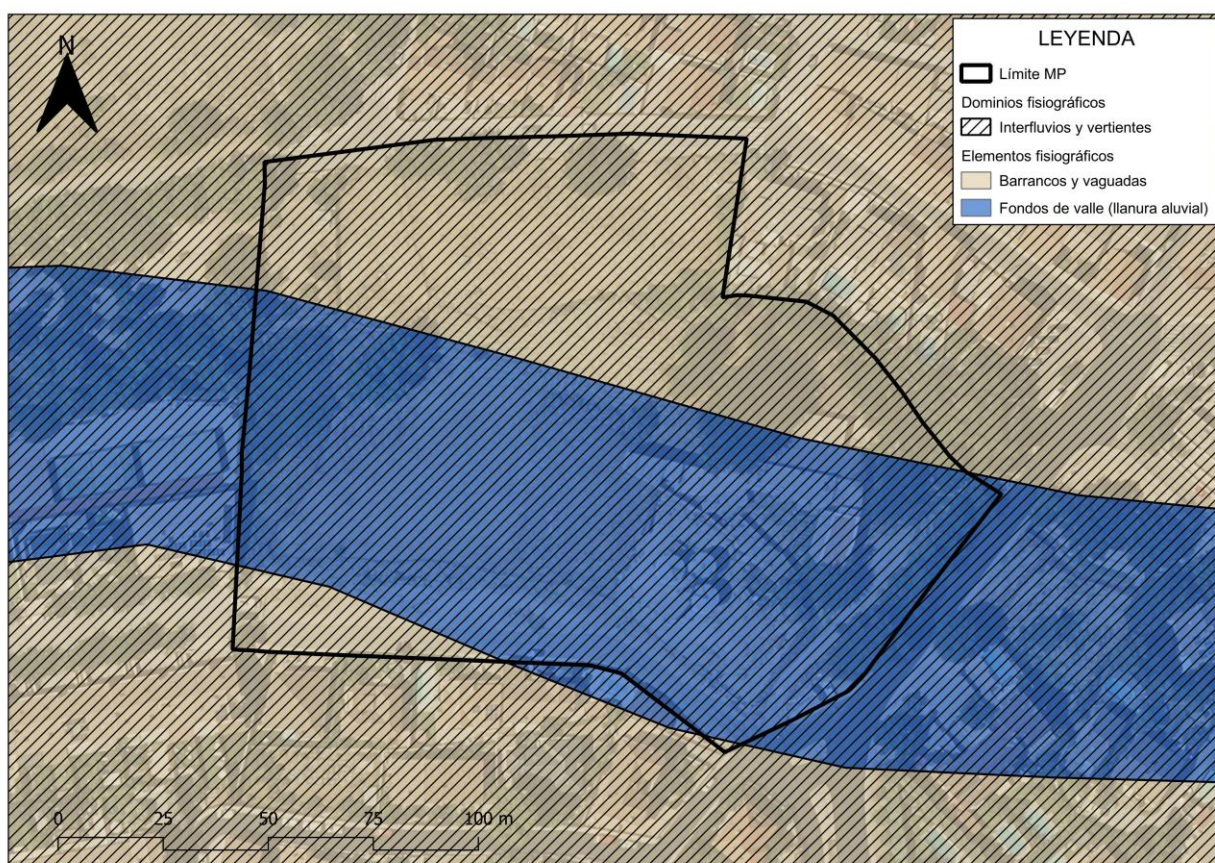 N
LEYENDA
Límite MP
Dominios fisiográficos
Interfluvios y vertientes
Elementos fisiográficos
Barrancos y vaguadas
Fondos de valle (llanura aluvial)
0 25 50 75 100 m